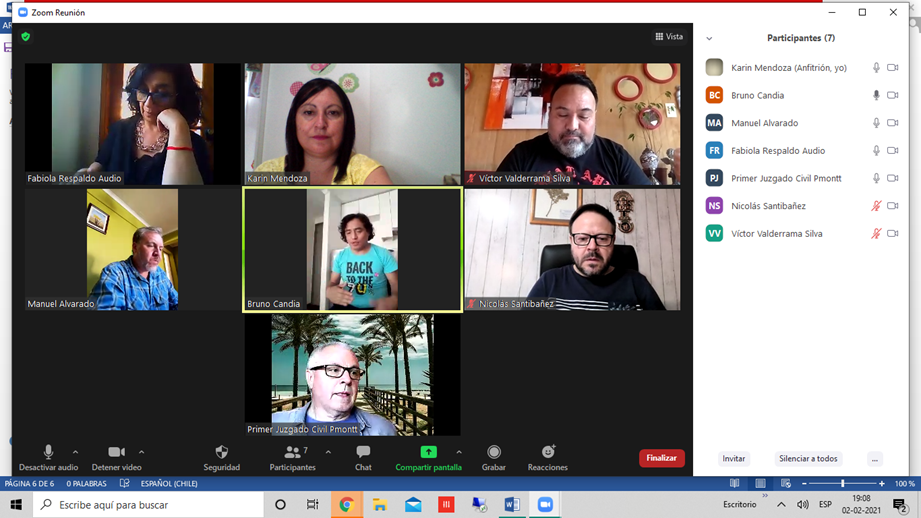 Zoom Reunión
Vista
Participantes (7)
Karin Mendoza (Anfitrión, yo)
BC Bruno Candia
MA Manuel Alvarado
FR Fabiola Respaldo Audio
PJ Primer Juzgado Civil Pmontt
NS Nicolás Santibañez
VV Víctor Valderrama Silva
Fabiola Respaldo Audio
Karin Mendoza
Víctor Valderrama Silva
Manuel Alvarado
BACK
TO THE
Bruno Candia
Nicolás Santibañez
Primer Juzgado Civil Pmontt
7
Desactivar audio
Detener video
Seguridad
Participantes
Chat
Compartir pantalla
Grabar
Reacciones
Finalizar
Invitar
Silenciar a todos
...
PÁGINA 6 DE 6
0 PALABRAS
ESPAÑOL (CHILE)
100 %
Escribe aquí para buscar
Escritorio
ESP
19:08
02-02-2021
2